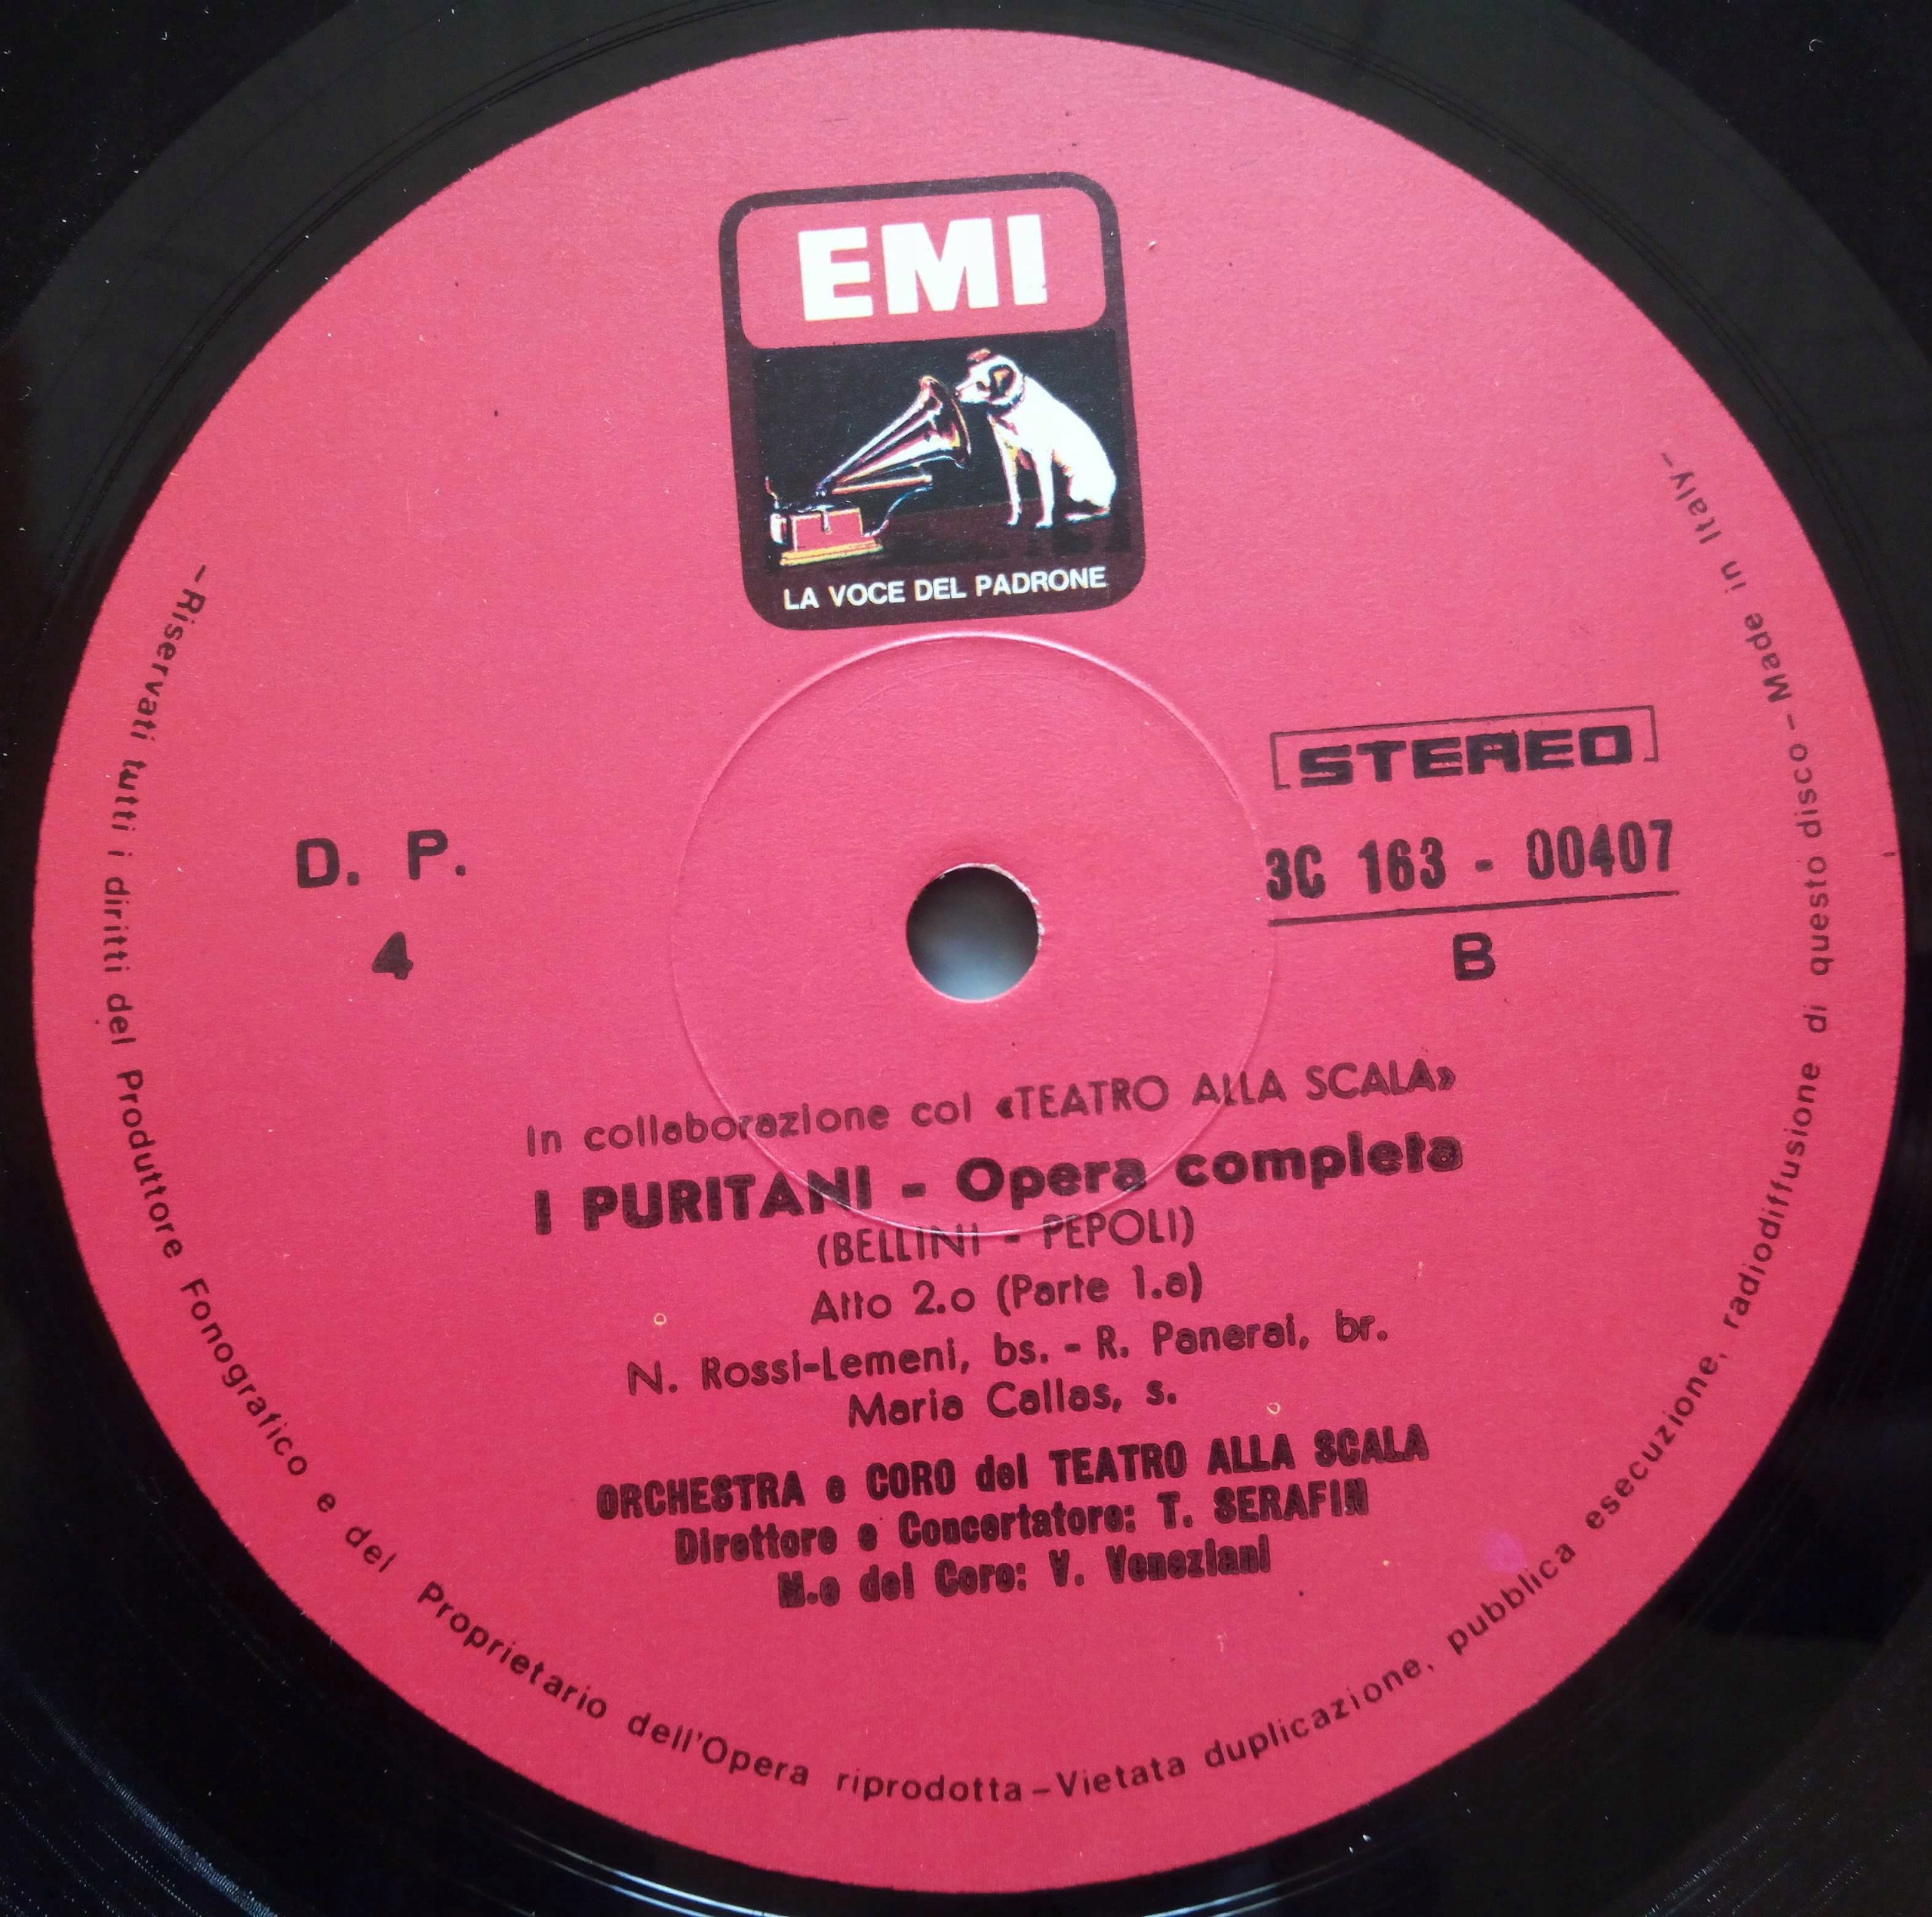 EMI
LA VOCE DEL PADRONE
STEREO
D. P.
3C 163 - 00407
4
B
In collaborazione col «TEATRO ALLA SCALA»
I PURITANI - Opera completa
(BELLINI - PEPOLI)
Atto 2.o (Parte 1.a)
N. Rossi-Lemeni, bs. - R. Panerai, br.
Maria Callas, s.
ORCHESTRA e CORO del TEATRO ALLA SCALA
Direttore e Concertatore: T. SERAFIN
M.o del Coro: V. Veneziani
– Riservati tutti i diritti del Produttore Fonografico e del Proprietario dell'Opera riprodotta – Vietata duplicazione, pubblica esecuzione, radiodiffusione di questo disco – Made in Italy –